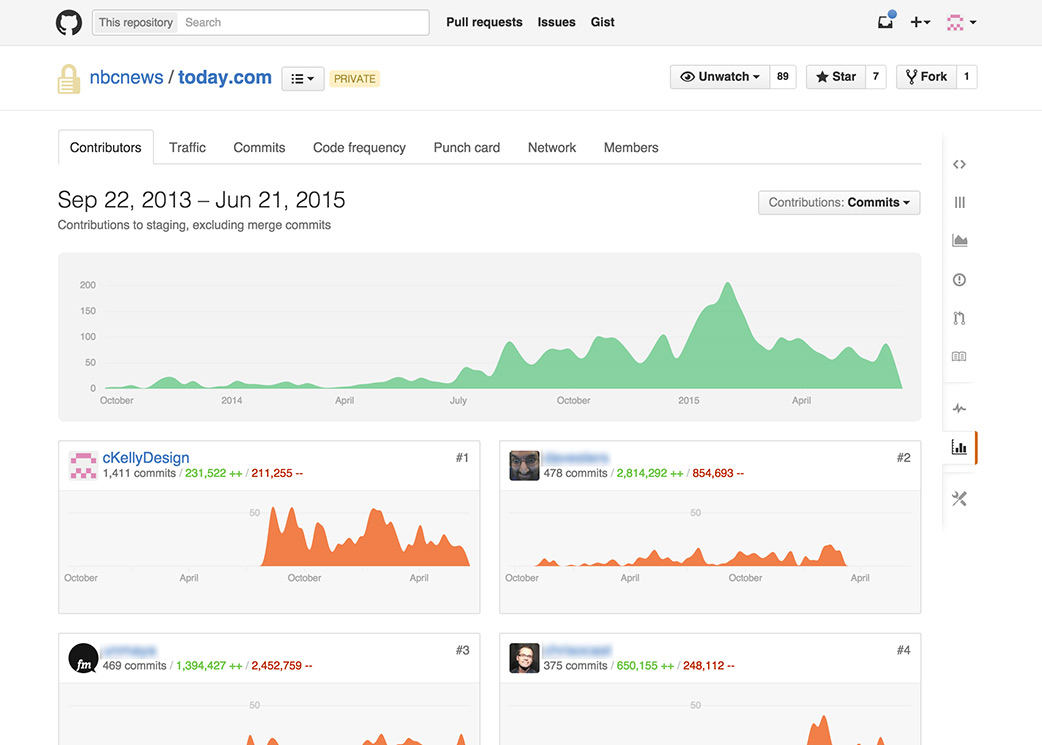 This repository Search Pull requests Issues Gist
nbcnews / today.com PRIVATE Unwatch 89 Star 7 Fork 1
Contributors Traffic Commits Code frequency Punch card Network Members
Sep 22, 2013 – Jun 21, 2015
Contributions: Commits
Contributions to staging, excluding merge commits
200
150
100
50
0
October 2014 April July October 2015 April
cKellyDesign #1
1,411 commits / 231,522 ++ / 211,255 --
50
October April October April
#2
478 commits / 2,814,292 ++ / 854,693 --
50
October April October April
#3
fm
469 commits / 1,394,427 ++ / 2,452,759 --
50
#4
375 commits / 650,155 ++ / 248,112 --
50